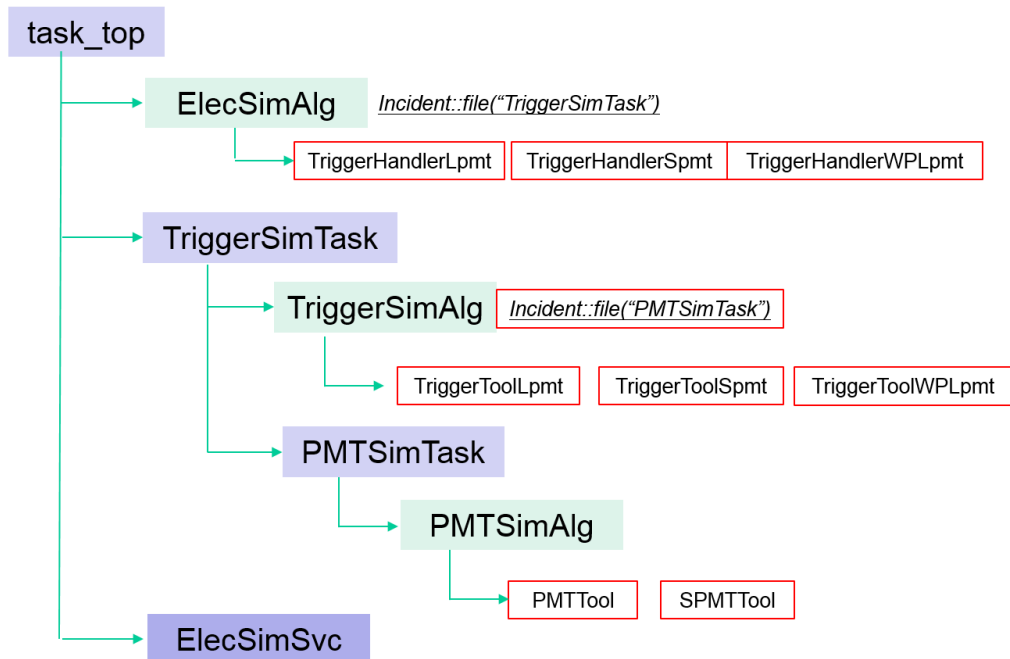 task_top
ElecSimAlg
Incident::file(“TriggerSimTask”)
TriggerHandlerLpmt
TriggerHandlerSpmt
TriggerHandlerWPLpmt
TriggerSimTask
TriggerSimAlg
Incident::file(“PMTSimTask”)
TriggerToolLpmt
TriggerToolSpmt
TriggerToolWPLpmt
PMTSimTask
PMTSimAlg
PMTTool
SPMTTool
ElecSimSvc